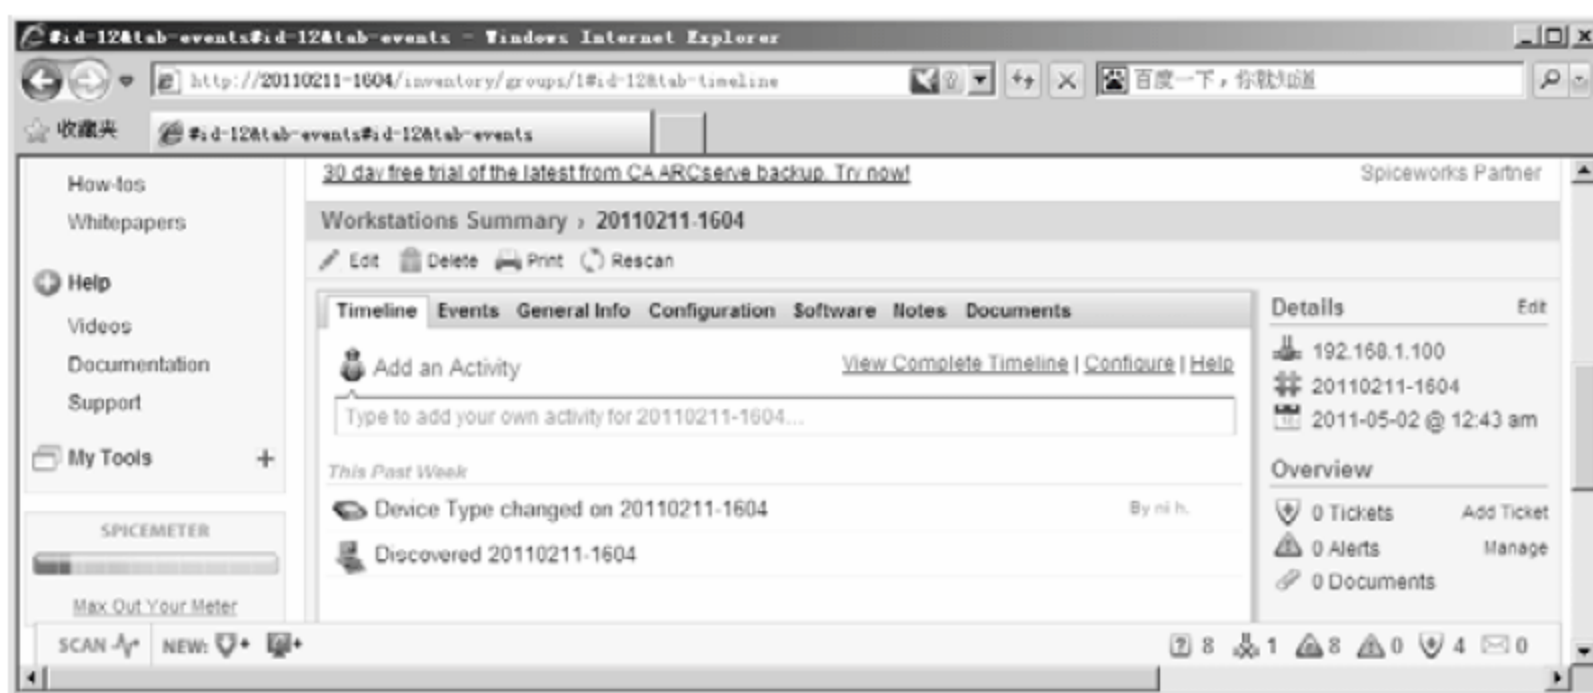 #id-12&tab-events#id-12&tab-events - Windows Internet Explorer
http://20110211-1604/inventory/groups/1#id-12&tab-timeline
百度一下，你就知道
收藏夹
#id-12&tab-events#id-12&tab-events
How-tos
Whitepapers
Help
Videos
Documentation
Support
My Tools +
SPICEMETER
Max Out Your Meter
30 day free trial of the latest from CA ARCserve backup. Try now!
Spiceworks Partner
Workstations Summary › 20110211-1604
Edit Delete Print Rescan
Timeline Events General Info Configuration Software Notes Documents
Add an Activity
View Complete Timeline | Configure | Help
Type to add your own activity for 20110211-1604...
This Past Week
Device Type changed on 20110211-1604
By ni h.
Discovered 20110211-1604
Details Edit
192.168.1.100
20110211-1604
2011-05-02 @ 12:43 am
Overview
0 Tickets Add Ticket
0 Alerts Manage
0 Documents
SCAN NEW: + +
? 8 1 8 0 4 0